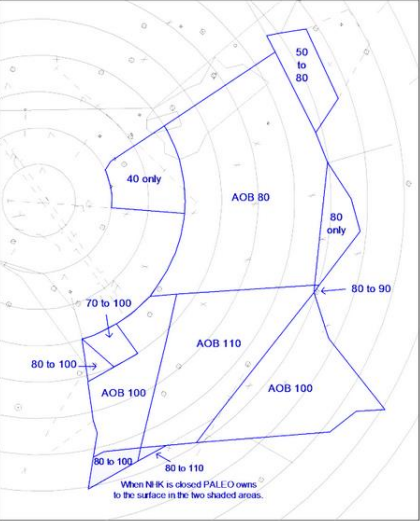 50
to
80
40 only
AOB 80
80
only
80 to 90
70 to 100
AOB 110
80 to 100
AOB 100
AOB 100
80 to 100
80 to 110
When NHK is closed PALEO owns
to the surface in the two shaded areas.